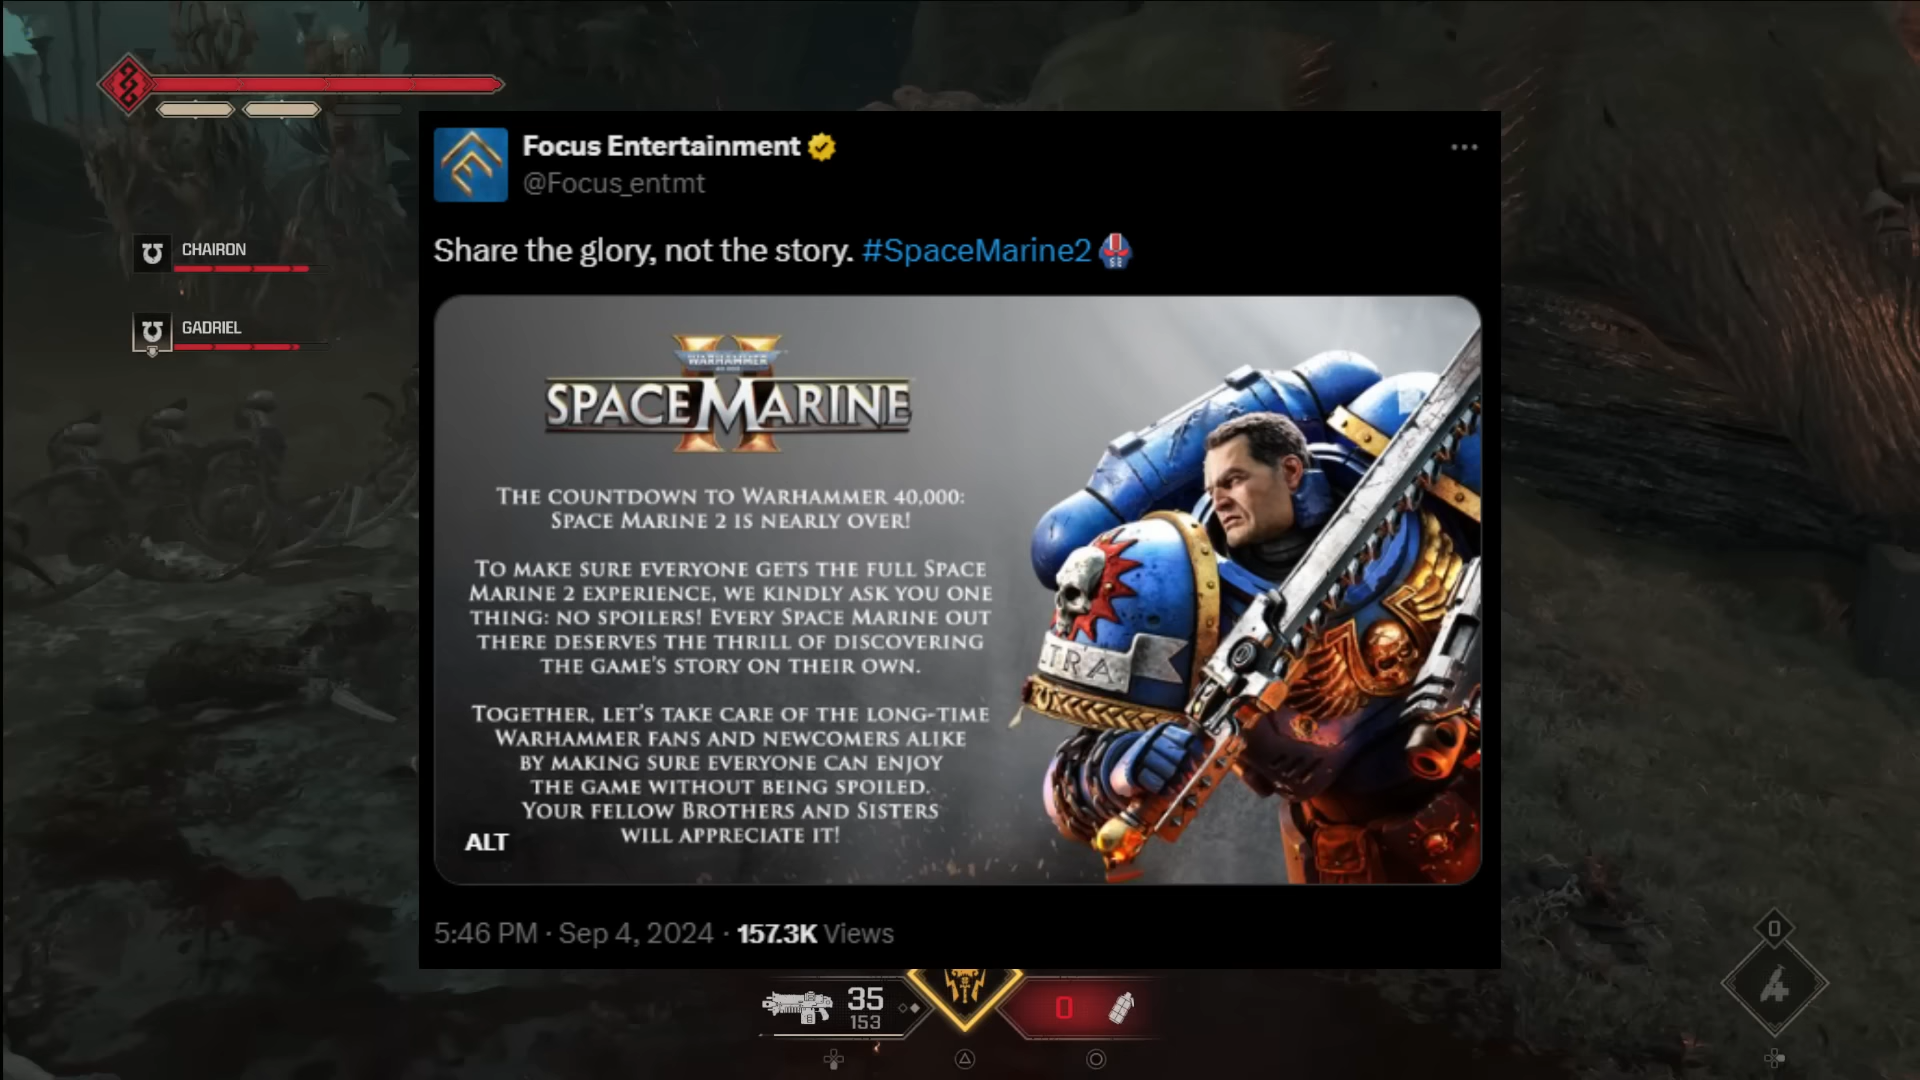 CHAIRON
GADRIEL
Focus Entertainment
@Focus_entmt
Share the glory, not the story. #SpaceMarine2
WARHAMMER
40,000
SPACE MARINE
II
THE COUNTDOWN TO WARHAMMER 40,000:
SPACE MARINE 2 IS NEARLY OVER!
TO MAKE SURE EVERYONE GETS THE FULL SPACE
MARINE 2 EXPERIENCE, WE KINDLY ASK YOU ONE
THING: NO SPOILERS! EVERY SPACE MARINE OUT
THERE DESERVES THE THRILL OF DISCOVERING
THE GAME'S STORY ON THEIR OWN.
TOGETHER, LET'S TAKE CARE OF THE LONG-TIME
WARHAMMER FANS AND NEWCOMERS ALIKE
BY MAKING SURE EVERYONE CAN ENJOY
THE GAME WITHOUT BEING SPOILED.
YOUR FELLOW BROTHERS AND SISTERS
WILL APPRECIATE IT!
LTRA
ALT
5:46 PM · Sep 4, 2024 · 157.3K Views
35
153
0
0